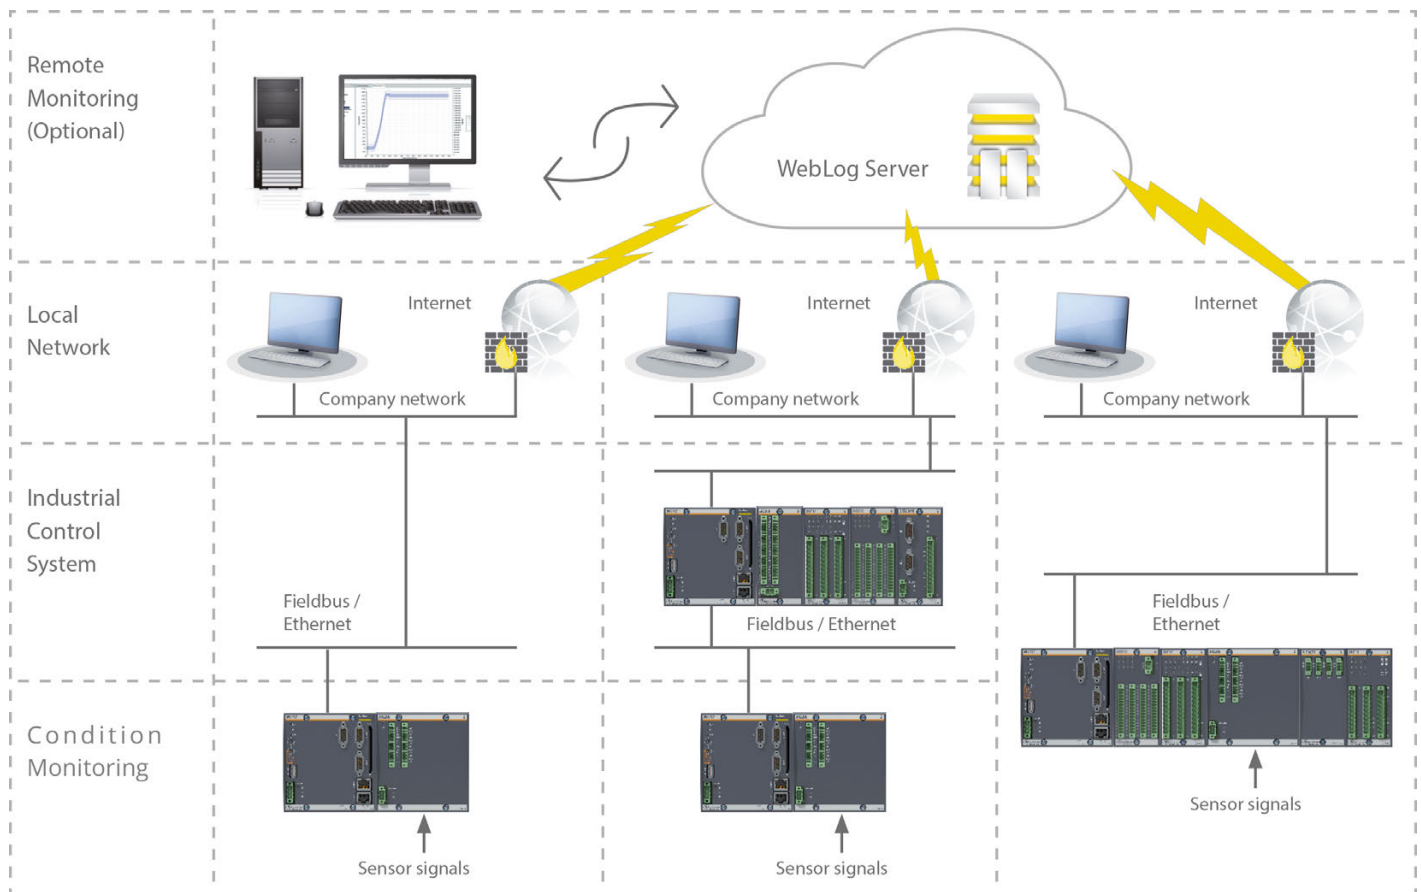 Remote
Monitoring
(Optional)
WebLog Server
Local
Network
Internet
Company network
Internet
Company network
Internet
Company network
Industrial
Control
System
Fieldbus /
Ethernet
Fieldbus / Ethernet
Fieldbus /
Ethernet
Condition
Monitoring
Sensor signals
Sensor signals
Sensor signals